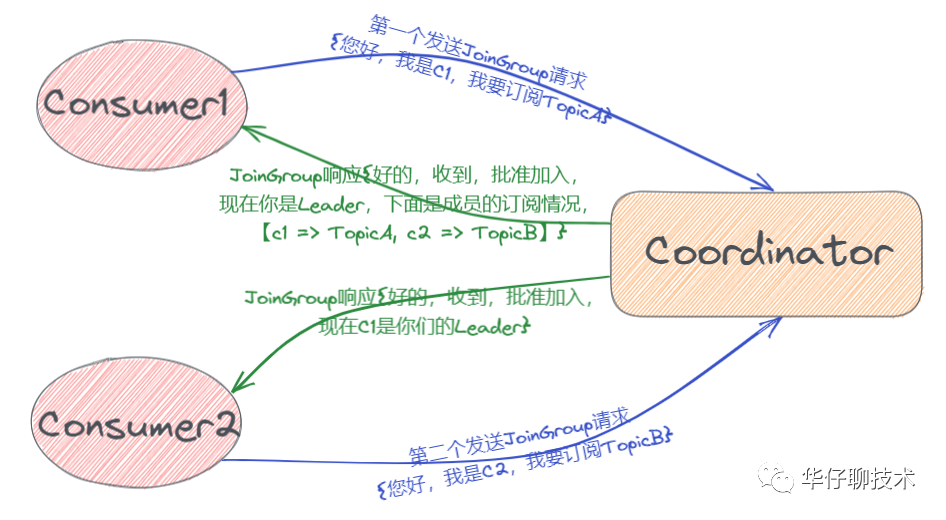 第一个发送JoinGroup请求
{您好，我是C1，我要订阅TopicA}
Consumer1
JoinGroup响应{好的，收到，批准加入，
现在你是Leader，下面是成员的订阅情况，
【c1 => TopicA, c2 => TopicB】}
Coordinator
JoinGroup响应{好的，收到，批准加入，
现在C1是你们的Leader}
Consumer2
第二个发送JoinGroup请求
{您好，我是C2，我要订阅TopicB}
华仔聊技术